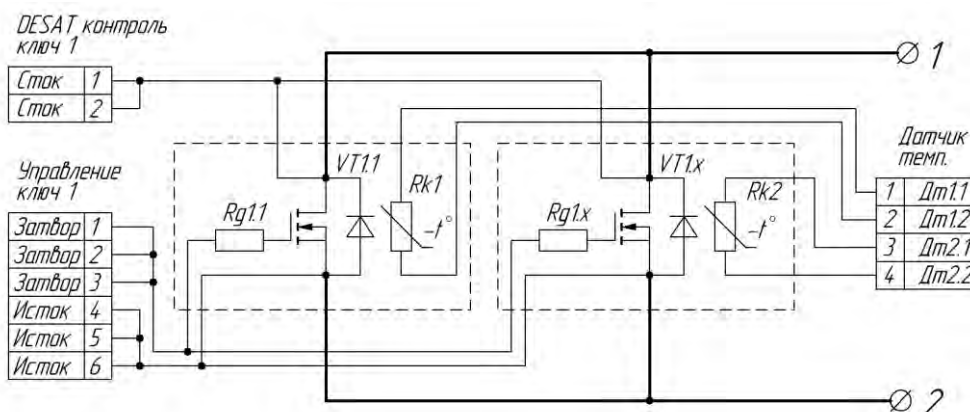 DESAT контроль
ключ 1
Сток 1
Сток 2
Управление
ключ 1
Затвор 1
Затвор 2
Затвор 3
Исток 4
Исток 5
Исток 6
VT1.1
Rg1.1
Rk1
-t°
VT1.x
Rg1.x
Rk2
-t°
1
2
Датчик
темп.
1 Дт1.1
2 Дт1.2
3 Дт2.1
4 Дт2.2